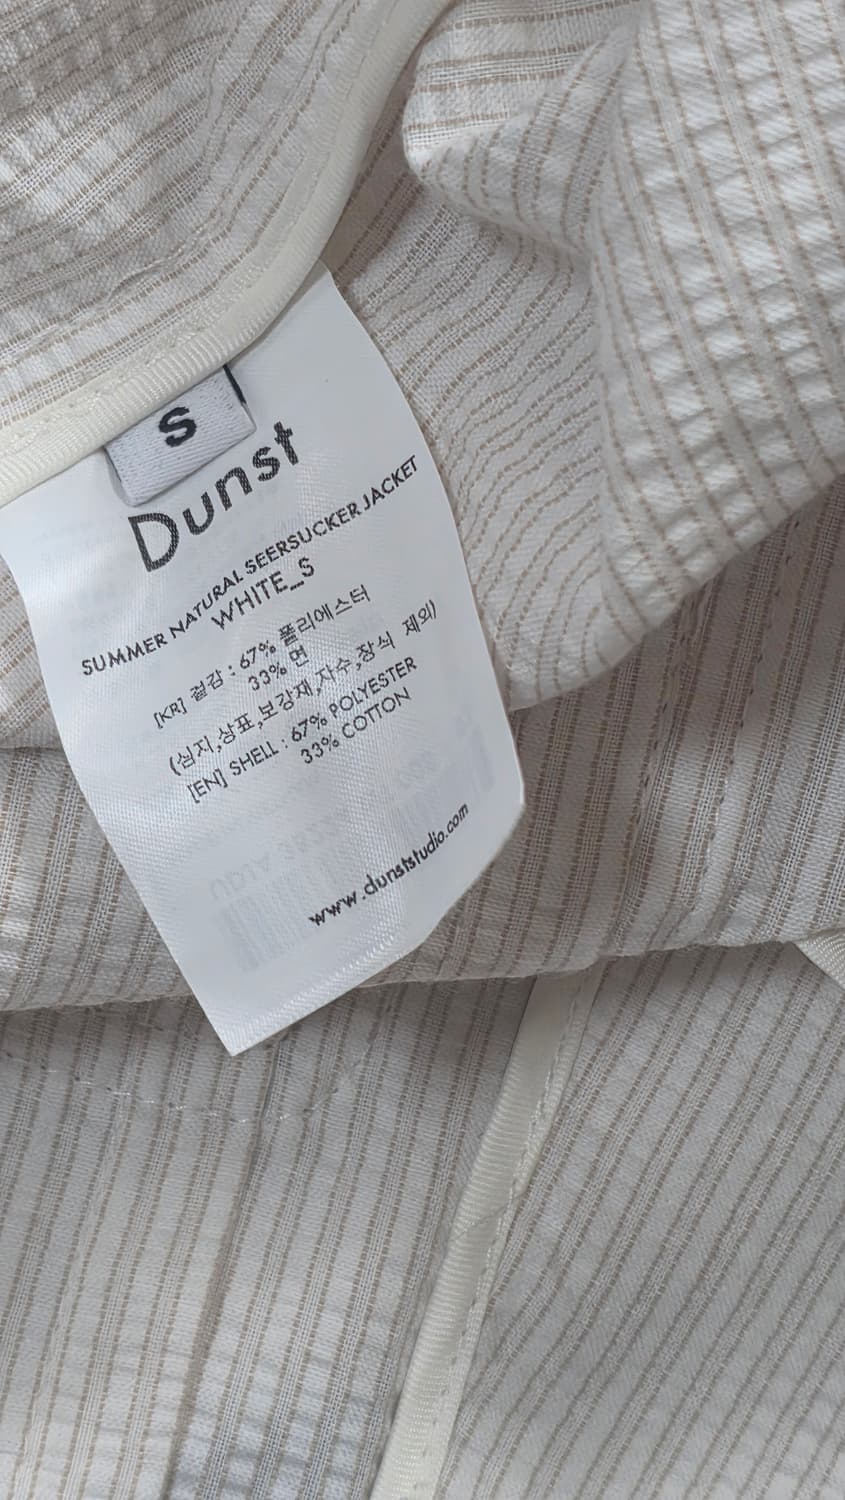 S
Dunst
SUMMER NATURAL SEERSUCKER JACKET
WHITE_S
[KR] 겉감 : 67% 폴리에스터
33% 면
(심지,상표,보강재,자수,장식 제외)
[EN] SHELL : 67% POLYESTER
33% COTTON
www.dunststudio.com